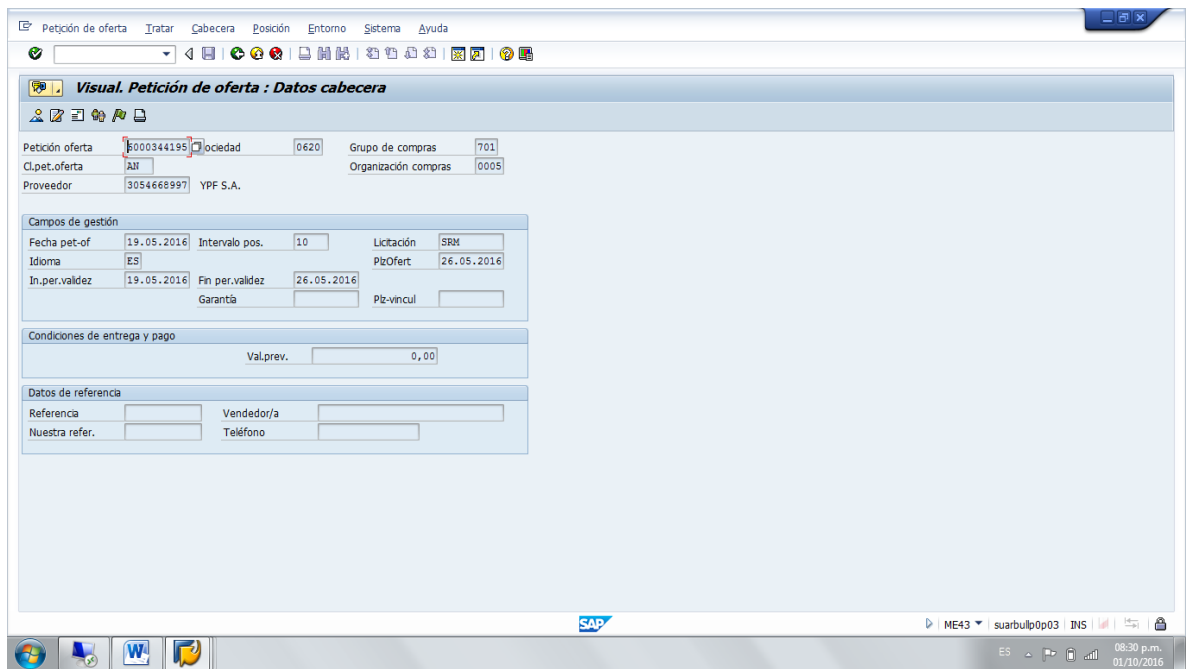 Petición de oferta Tratar Cabecera Posición Entorno Sistema Ayuda
Visual. Petición de oferta : Datos cabecera
Petición oferta 6000344195 ociedad 0620 Grupo de compras 701
Cl.pet.oferta AN Organización compras 0005
Proveedor 3054668997 YPF S.A.
Campos de gestión
Fecha pet-of 19.05.2016 Intervalo pos. 10 Licitación SRM
Idioma ES PlzOfert 26.05.2016
In.per.validez 19.05.2016 Fin per.validez 26.05.2016
Garantía Plz-vincul
Condiciones de entrega y pago
Val.prev. 0,00
Datos de referencia
Referencia Vendedor/a
Nuestra refer. Teléfono
SAP ME43 suarbullp0p03 INS
ES 08:30 p.m.
01/10/2016